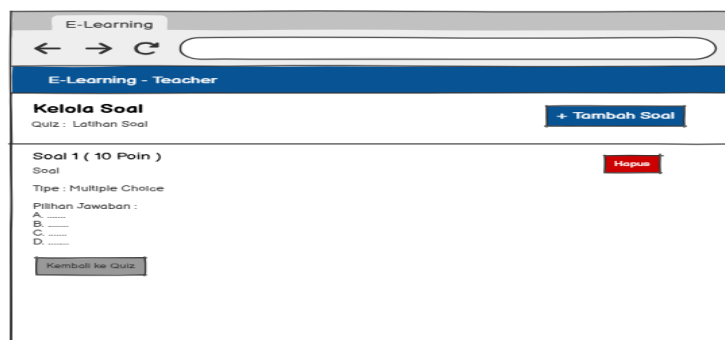 E-Learning
E-Learning - Teacher
Kelola Soal
+ Tambah Soal
Quiz : Latihan Soal
Soal 1 ( 10 Poin )
Hapus
Soal
Tipe : Multiple Choice
Pilihan Jawaban :
A. .......
B. .......
C. .......
D. .......
Kembali ke Quiz